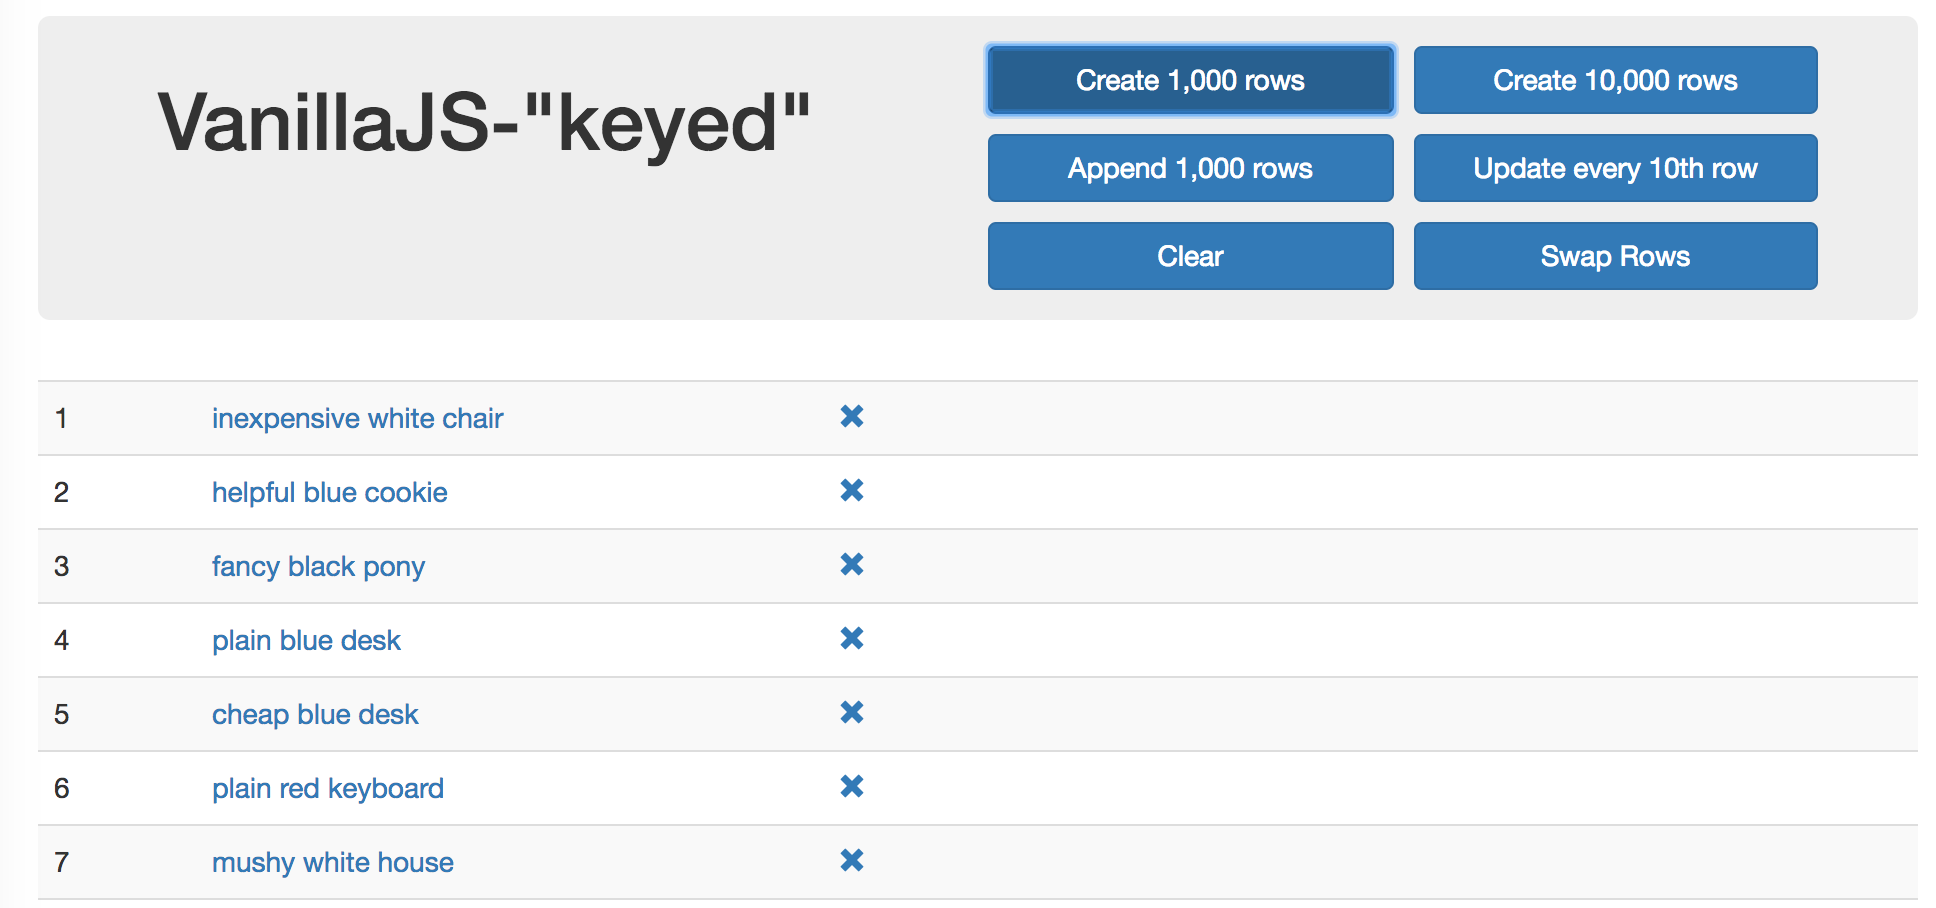 VanillaJS-"keyed"
Create 1,000 rows
Create 10,000 rows
Append 1,000 rows
Update every 10th row
Clear
Swap Rows
1 inexpensive white chair
2 helpful blue cookie
3 fancy black pony
4 plain blue desk
5 cheap blue desk
6 plain red keyboard
7 mushy white house